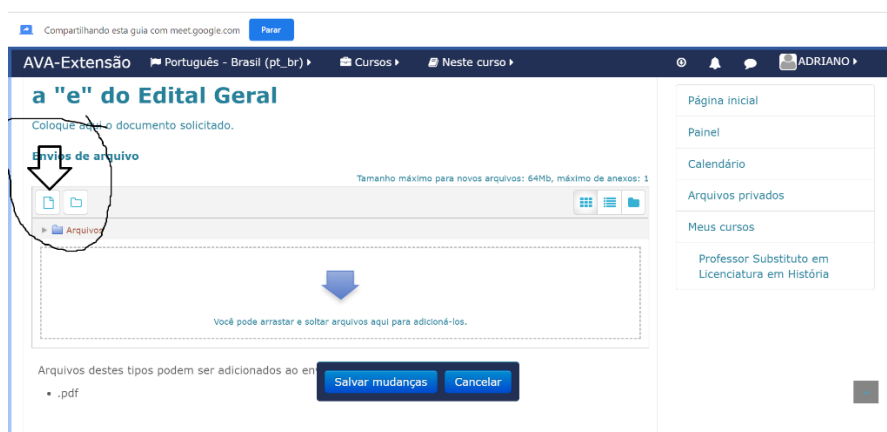 Compartilhando esta guia com meet.google.com Parar
AVA-Extensão Português - Brasil (pt_br) Cursos Neste curso ADRIANO
a "e" do Edital Geral
Coloque aqui o documento solicitado.
Envios de arquivo
Tamanho máximo para novos arquivos: 64Mb, máximo de anexos: 1
Arquivos
Você pode arrastar e soltar arquivos aqui para adicioná-los.
Arquivos destes tipos podem ser adicionados ao
Salvar mudanças Cancelar
.pdf
Página inicial
Painel
Calendário
Arquivos privados
Meus cursos
Professor Substituto em
Licenciatura em História